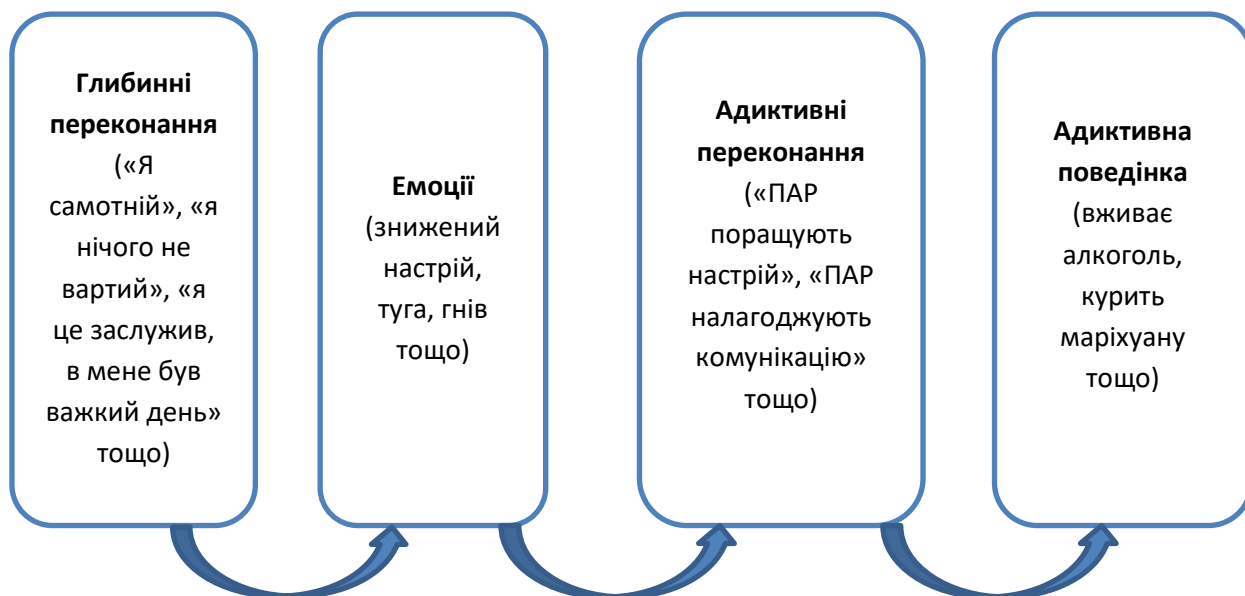 Глибинні
переконання
(«Я
самотній», «я
нічого не
вартий», «я
це заслужив,
в мене був
важкий день»
тощо)
Емоції
(знижений
настрій,
туга, гнів
тощо)
Адиктивні
переконання
(«ПАР
поращують
настрій», «ПАР
налагоджують
комунікацію»
тощо)
Адиктивна
поведінка
(вживає
алкоголь,
курить
маріхуану
тощо)